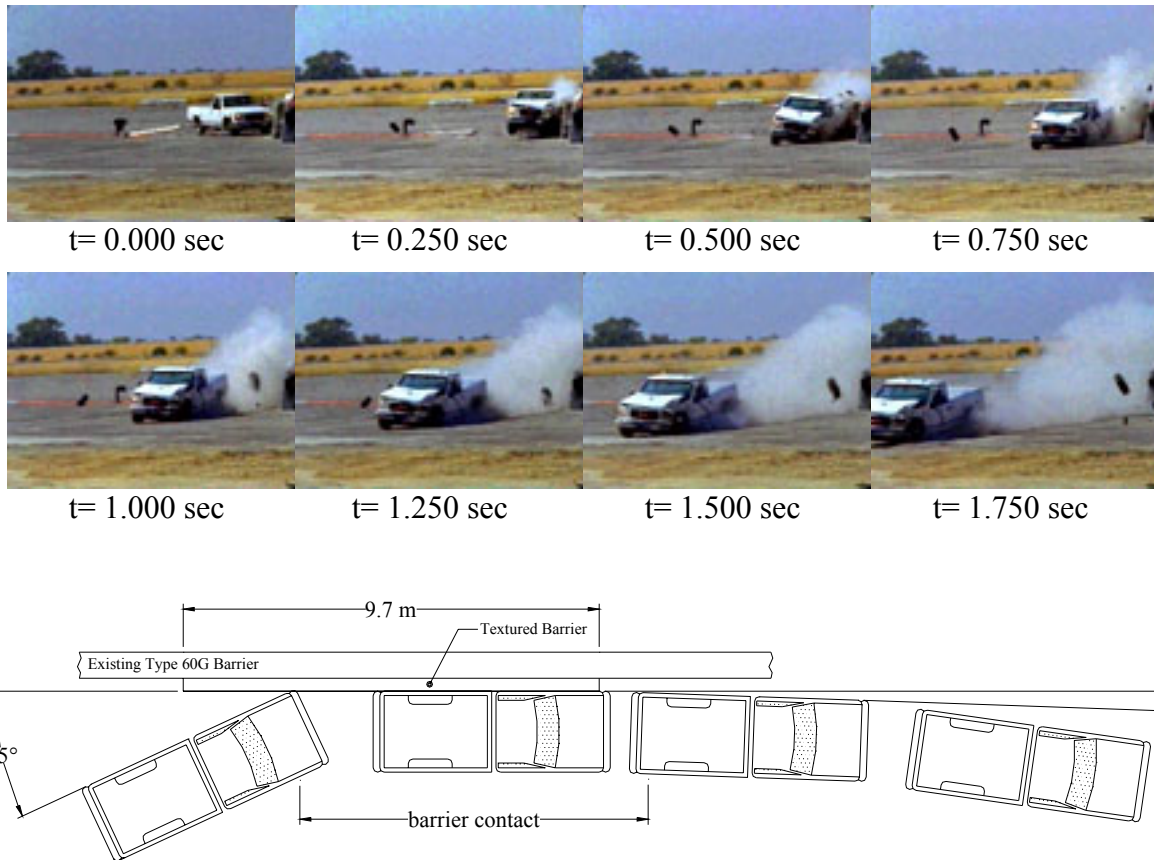 t= 0.000 sec t= 0.250 sec t= 0.500 sec t= 0.750 sec
t= 1.000 sec t= 1.250 sec t= 1.500 sec t= 1.750 sec
9.7 m
Textured Barrier
Existing Type 60G Barrier
5°
barrier contact